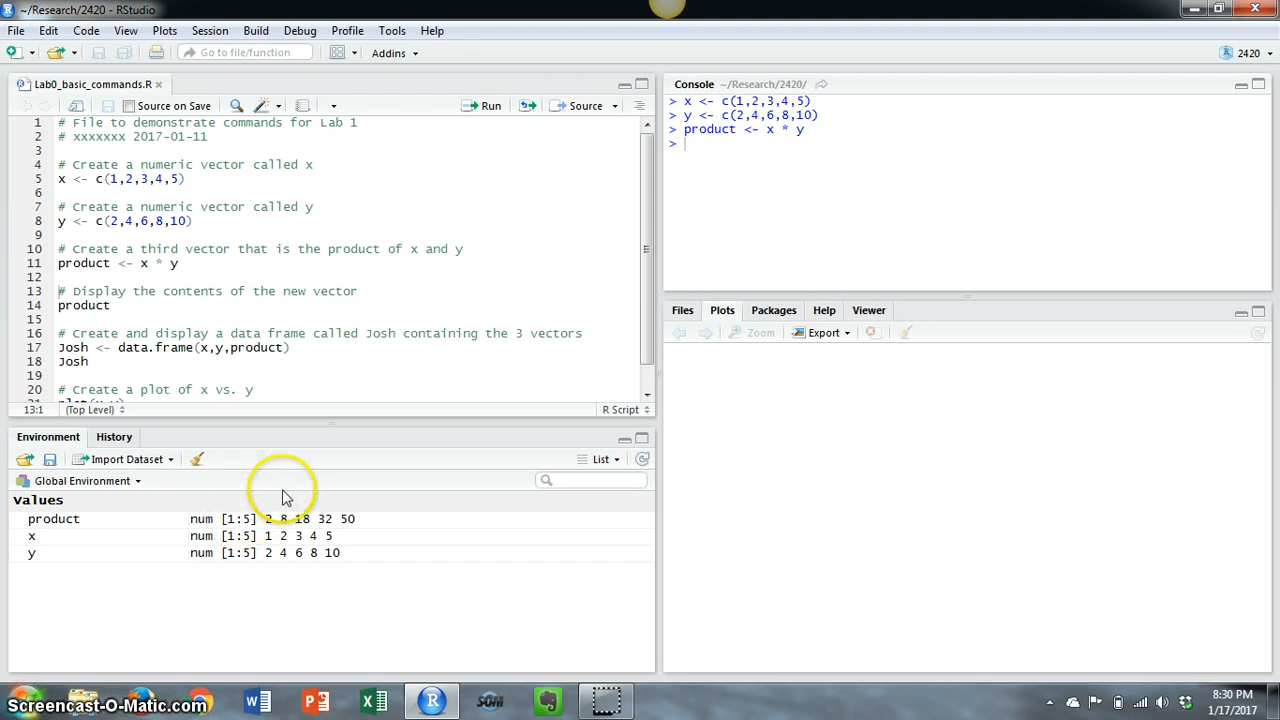 ~/Research/2420 - RStudio
File Edit Code View Plots Session Build Debug Profile Tools Help
Go to file/function Addins 2420
Lab0_basic_commands.R
Source on Save Run Source
1 # File to demonstrate commands for Lab 1
2 # xxxxxxx 2017-01-11
3
4 # Create a numeric vector called x
5 x <- c(1,2,3,4,5)
6
7 # Create a numeric vector called y
8 y <- c(2,4,6,8,10)
9
10 # Create a third vector that is the product of x and y
11 product <- x * y
12
13 # Display the contents of the new vector
14 product
15
16 # Create and display a data frame called Josh containing the 3 vectors
17 Josh <- data.frame(x,y,product)
18 Josh
19
20 # Create a plot of x vs. y
13:1 (Top Level) R Script
Environment History
Import Dataset List
Global Environment
Values
product num [1:5] 2 8 18 32 50
x num [1:5] 1 2 3 4 5
y num [1:5] 2 4 6 8 10
Console ~/Research/2420/
> x <- c(1,2,3,4,5)
> y <- c(2,4,6,8,10)
> product <- x * y
>
Files Plots Packages Help Viewer
Zoom Export
Screencast-O-Matic.com
SOM
8:30 PM
1/17/2017